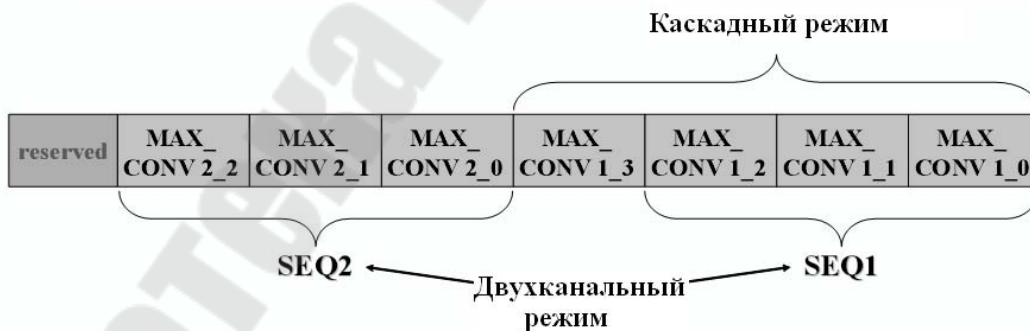 Каскадный режим
reserved
MAX_
CONV 2_2
MAX_
CONV 2_1
MAX_
CONV 2_0
MAX_
CONV 1_3
MAX_
CONV 1_2
MAX_
CONV 1_1
MAX_
CONV 1_0
SEQ2
SEQ1
Двухканальный
режим